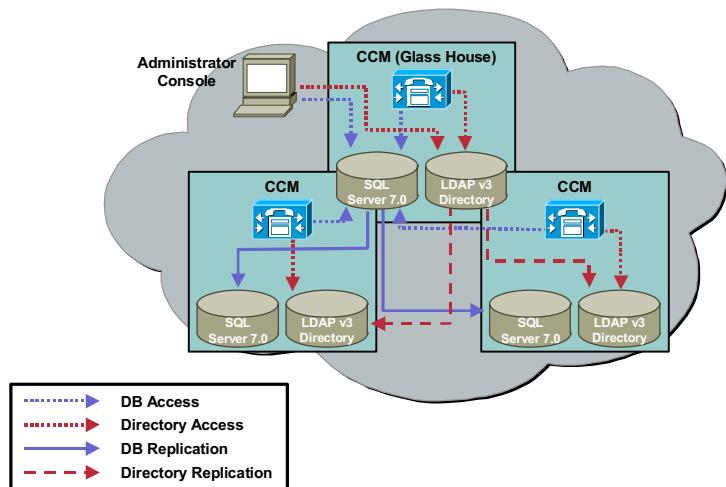 Administrator
Console
CCM (Glass House)
SQL
Server 7.0
LDAP v3
Directory
CCM
SQL
Server 7.0
LDAP v3
Directory
CCM
SQL
Server 7.0
LDAP v3
Directory
DB Access
Directory Access
DB Replication
Directory Replication